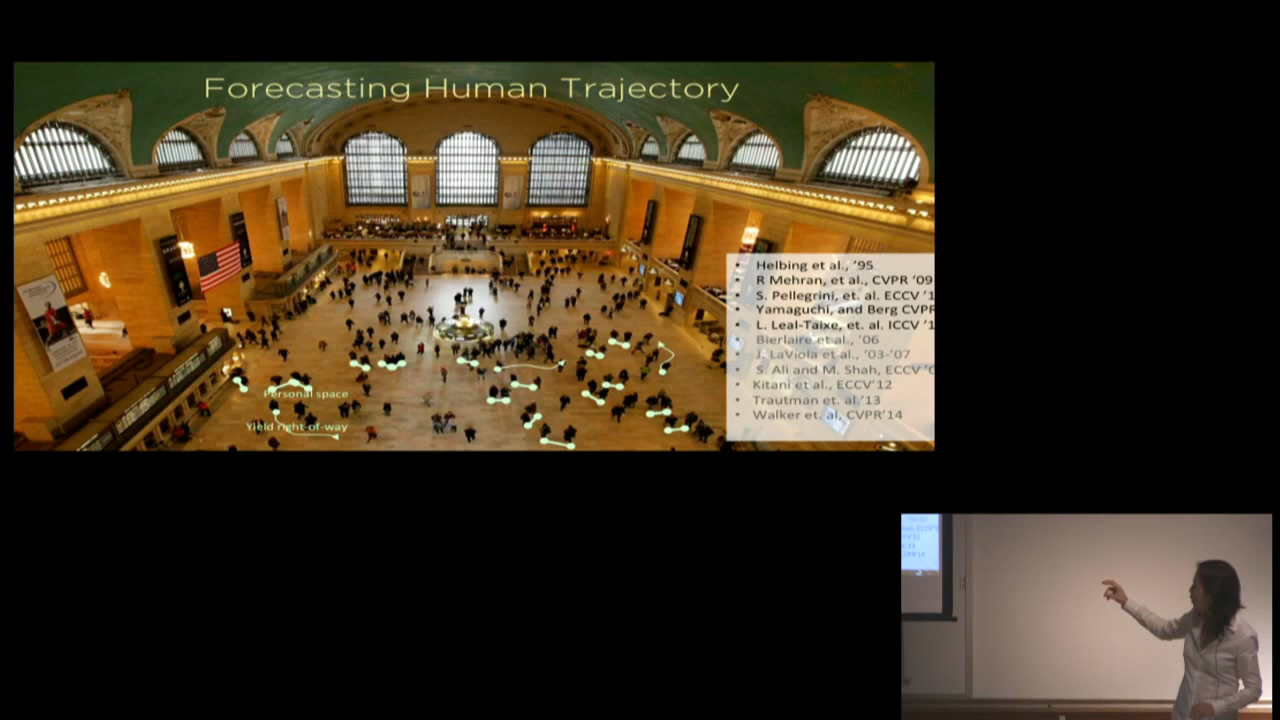 Forecasting Human Trajectory
• Helbing et al., '95
• R Mehran, et al., CVPR '09
• S. Pellegrini, et. al. ECCV '1
• Yamaguchi, and Berg CVPR
• L. Leal-Taixe, et. al. ICCV '1
• Bierlaire et al., '06
• J. LaViola et al., '03-'07
• S. Ali and M. Shah, ECCV '0
• Kitani et al., ECCV'12
• Trautman et. al.'13
• Walker et. al, CVPR'14
Personal space
Yield right-of-way